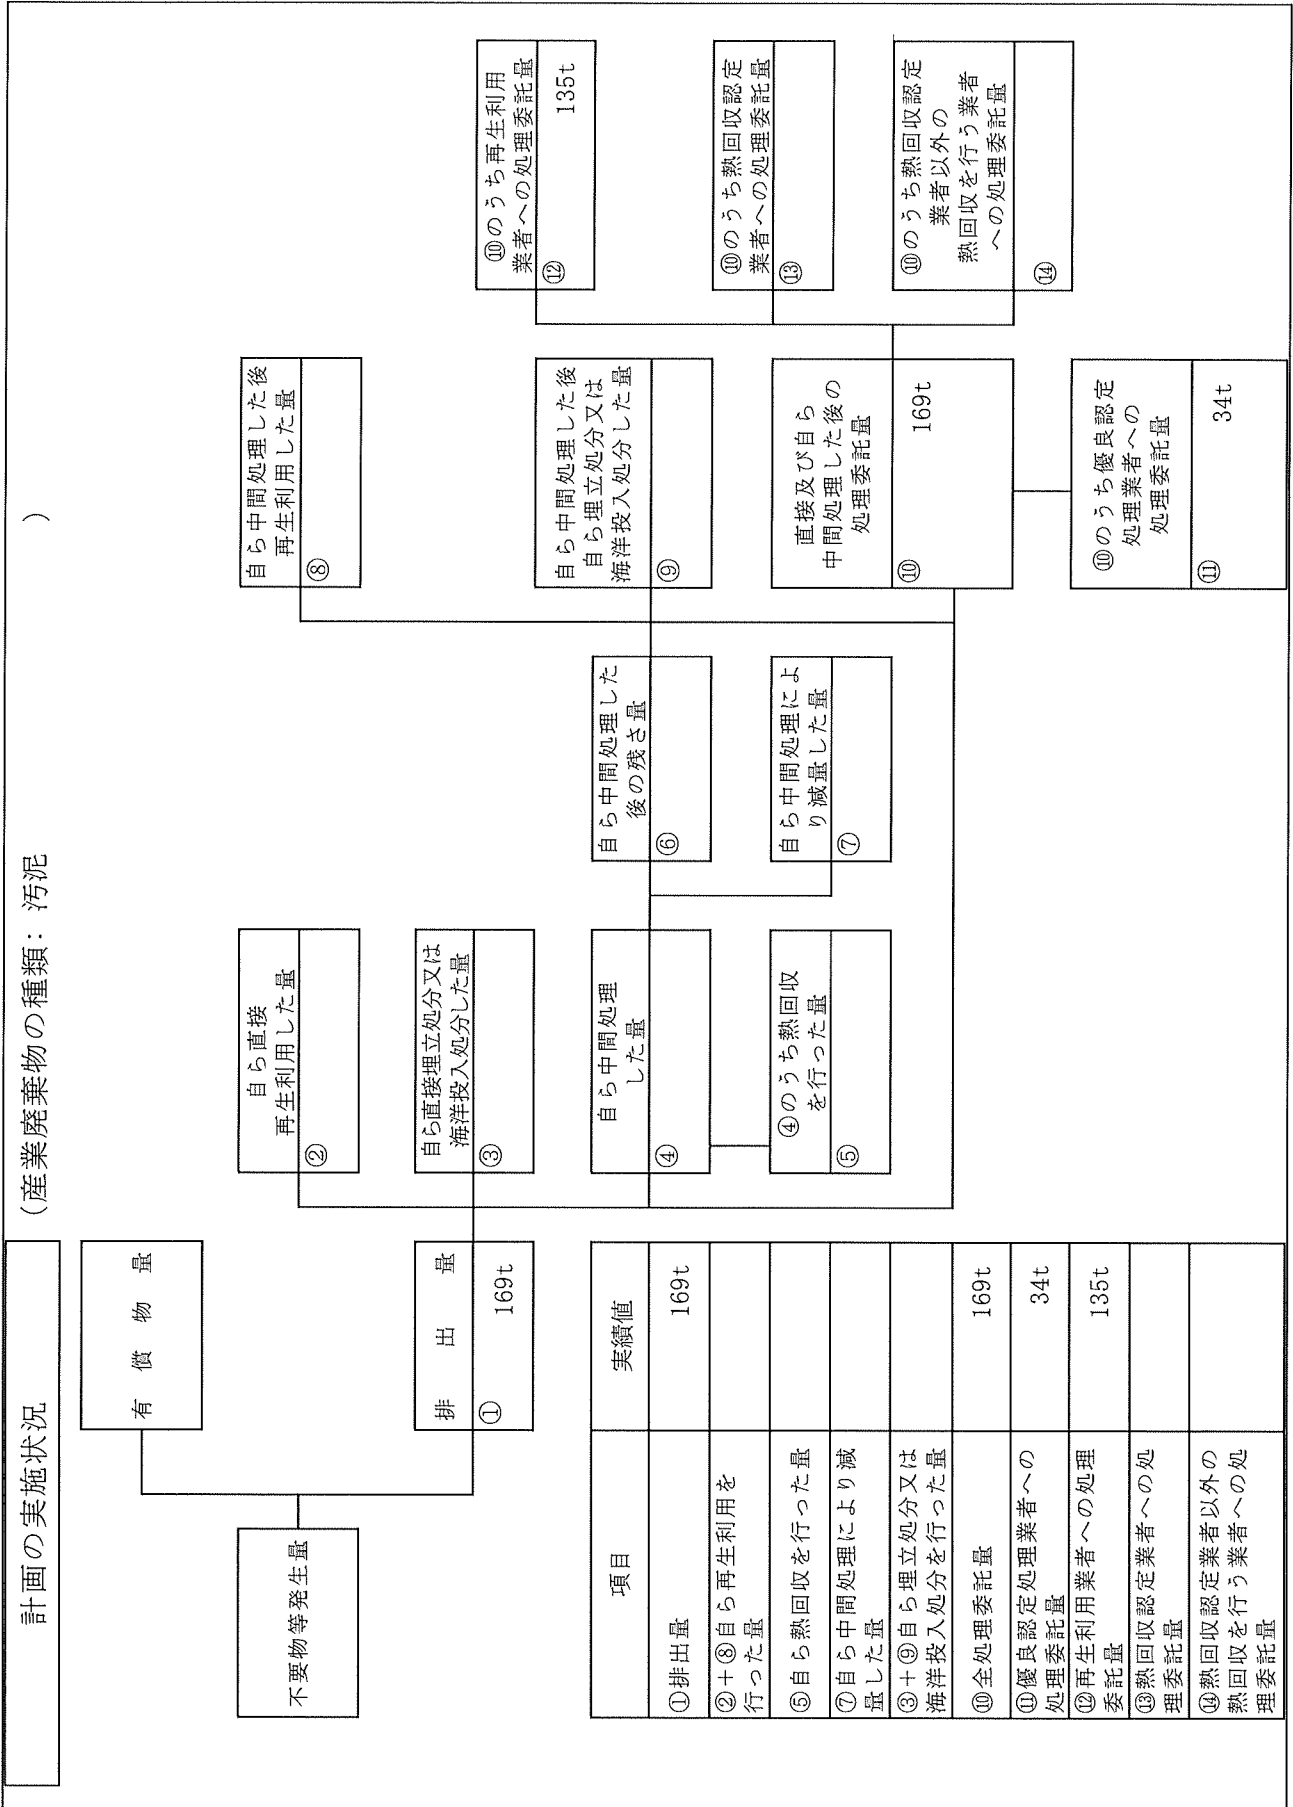 計画の実施状況
（産業廃棄物の種類：汚泥　　　　　）
不要物等発生量
有償物量
排出量
① 169t
自ら直接
再生利用した量
②
自ら直接埋立処分又は
海洋投入処分した量
③
自ら中間処理
した量
④
④のうち熱回収
を行った量
⑤
自ら中間処理した
後の残さ量
⑥
自ら中間処理によ
り減量した量
⑦
自ら中間処理した後
再生利用した量
⑧
自ら中間処理した後
自ら埋立処分又は
海洋投入処分した量
⑨
直接及び自ら
中間処理した後の
処理委託量
⑩ 169t
⑩のうち優良認定
処理業者への
処理委託量
⑪ 34t
⑩のうち再生利用
業者への処理委託量
⑫ 135t
⑩のうち熱回収認定
業者への処理委託量
⑬
⑩のうち熱回収認定
業者以外の
熱回収を行う業者
への処理委託量
⑭
項目 実績値
①排出量 169t
②＋⑧自ら再生利用を
行った量
⑤自ら熱回収を行った量
⑦自ら中間処理により減
量した量
③＋⑨自ら埋立処分又は
海洋投入処分を行った量
⑩全処理委託量 169t
⑪優良認定処理業者への
処理委託量 34t
⑫再生利用業者への処理
委託量 135t
⑬熱回収認定業者への処
理委託量
⑭熱回収認定業者以外の
熱回収を行う業者への処
理委託量